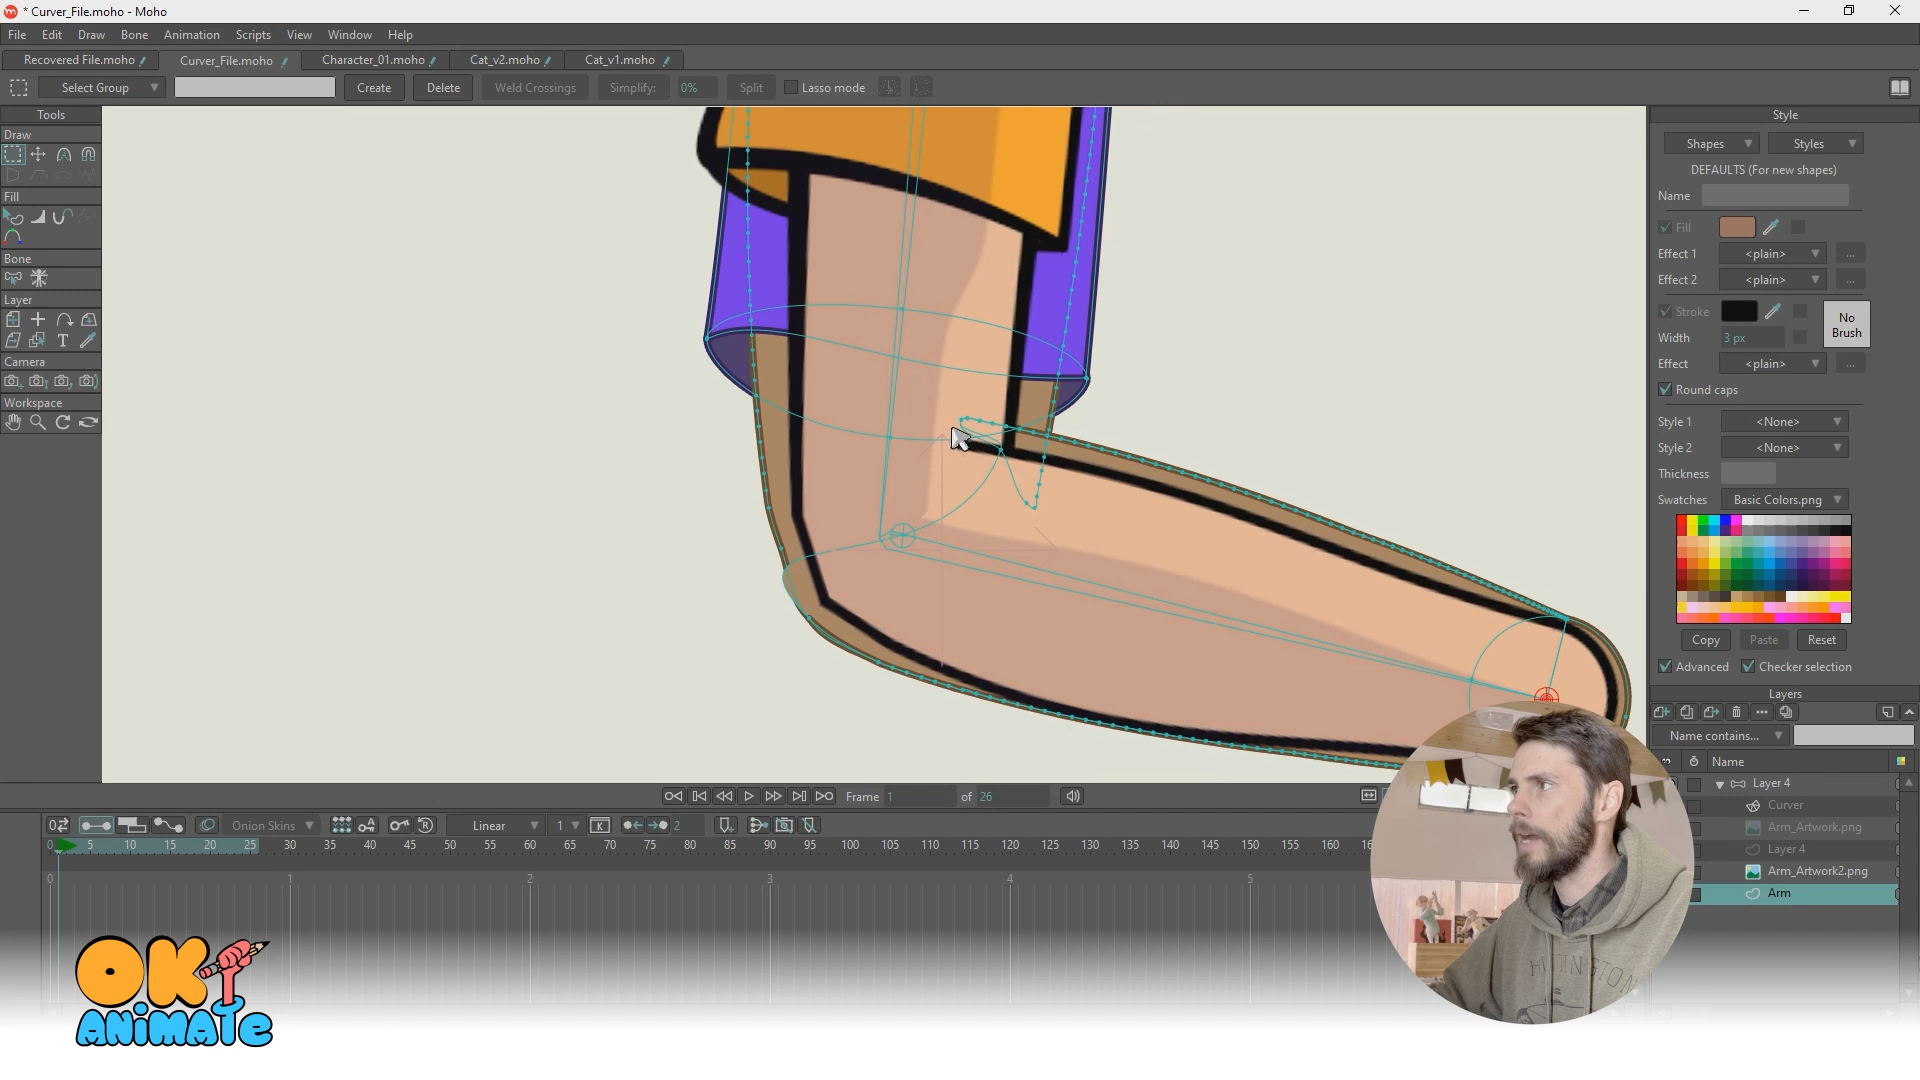 * Curver_File.moho - Moho
File Edit Draw Bone Animation Scripts View Window Help
Recovered File.moho Curver_File.moho Character_01.moho Cat_v2.moho Cat_v1.moho
Select Group Create Delete Weld Crossings Simplify: 0% Split Lasso mode
Tools
Draw
Fill
Bone
Layer
T
Camera
Workspace
Style
Shapes Styles
DEFAULTS (For new shapes)
Name
Fill
Effect 1 <plain> ...
Effect 2 <plain> ...
Stroke
No Brush
Width 3 px
Effect <plain> ...
Round caps
Style 1 <None>
Style 2 <None>
Thickness
Swatches Basic Colors.png
Copy Paste Reset
Advanced Checker selection
Layers
Name contains...
Name
Layer 4
Curver
Arm_Artwork.png
Layer 4
Arm_Artwork2.png
Arm
Frame 1 of 26
Onion Skins Linear 1 K 2
0 5 10 15 20 25 30 35 40 45 50 55 60 65 70 75 80 85 90 95 100 105 110 115 120 125 130 135 140 145 150 155 160
0 1 2 3 4 5
OK
ANiMATe